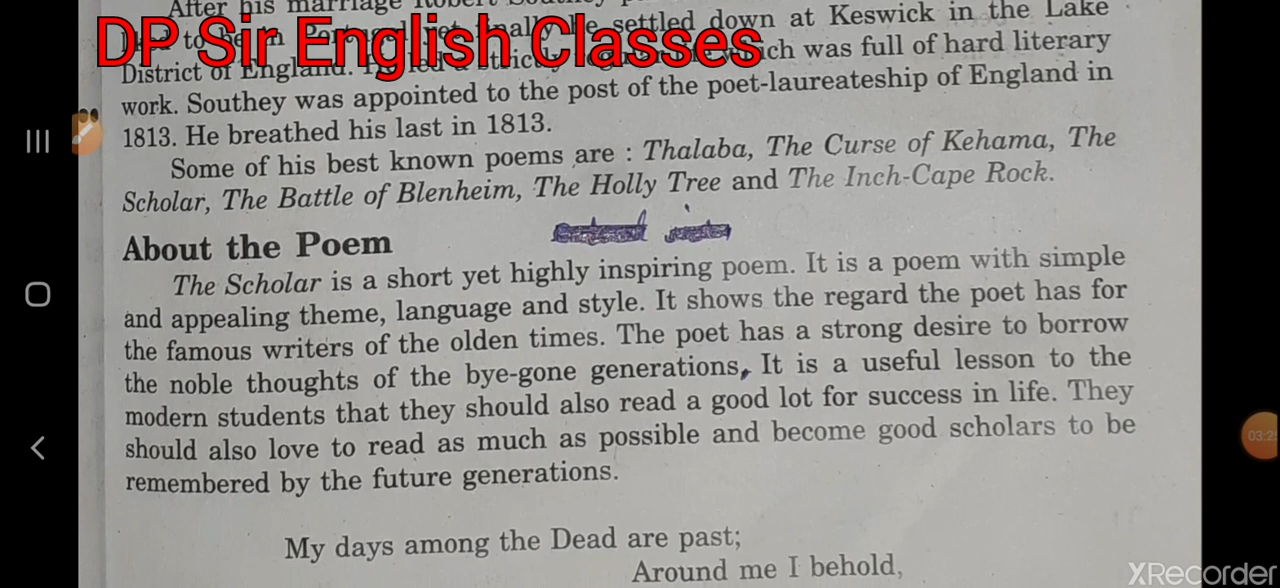 After his marriage
DP Sir English Classes
settled down at Keswick in the Lake
District of England. which was full of hard literary
work. Southey was appointed to the post of the poet-laureateship of England in
1813. He breathed his last in 1813.
Some of his best known poems are : Thalaba, The Curse of Kehama, The
Scholar, The Battle of Blenheim, The Holly Tree and The Inch-Cape Rock.
About the Poem
The Scholar is a short yet highly inspiring poem. It is a poem with simple
and appealing theme, language and style. It shows the regard the poet has for
the famous writers of the olden times. The poet has a strong desire to borrow
the noble thoughts of the bye-gone generations, It is a useful lesson to the
modern students that they should also read a good lot for success in life. They
should also love to read as much as possible and become good scholars to be
remembered by the future generations.
My days among the Dead are past;
Around me I behold,
XRecorder